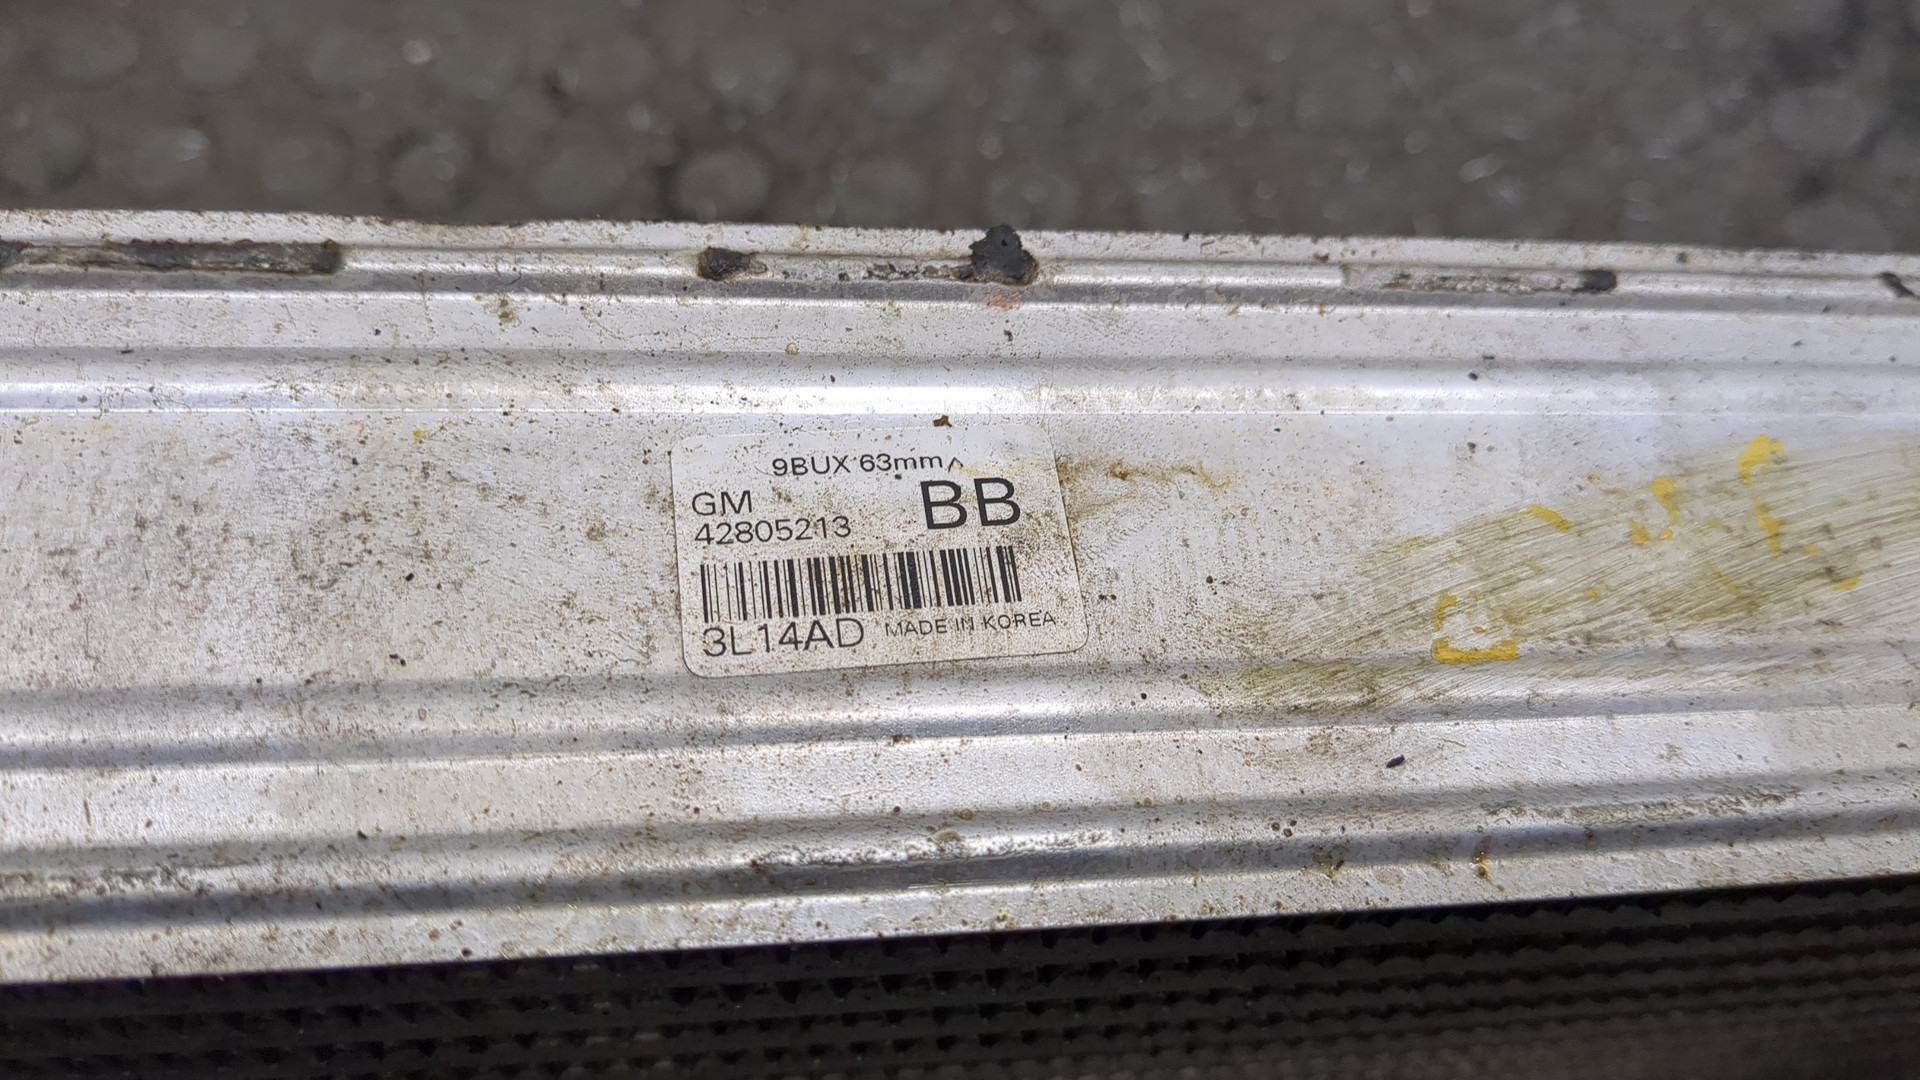 9BUX 63mm
GM
BB
42805213
3L14AD
MADE IN KOREA